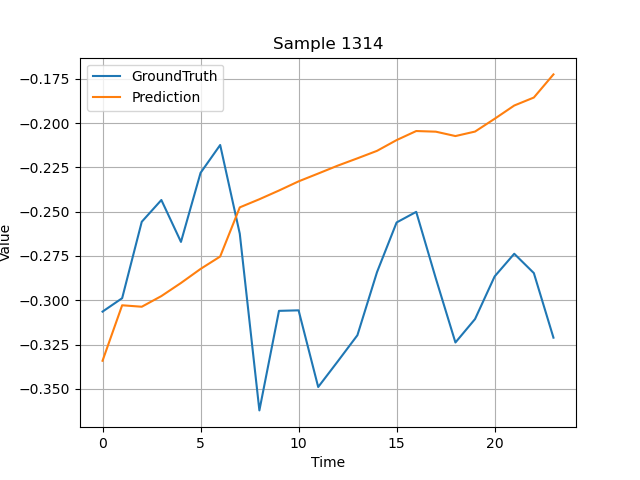 Sample 1314
GroundTruth
Prediction
−0.175
−0.200
−0.225
−0.250
−0.275
−0.300
−0.325
−0.350
Value
0 5 10 15 20
Time